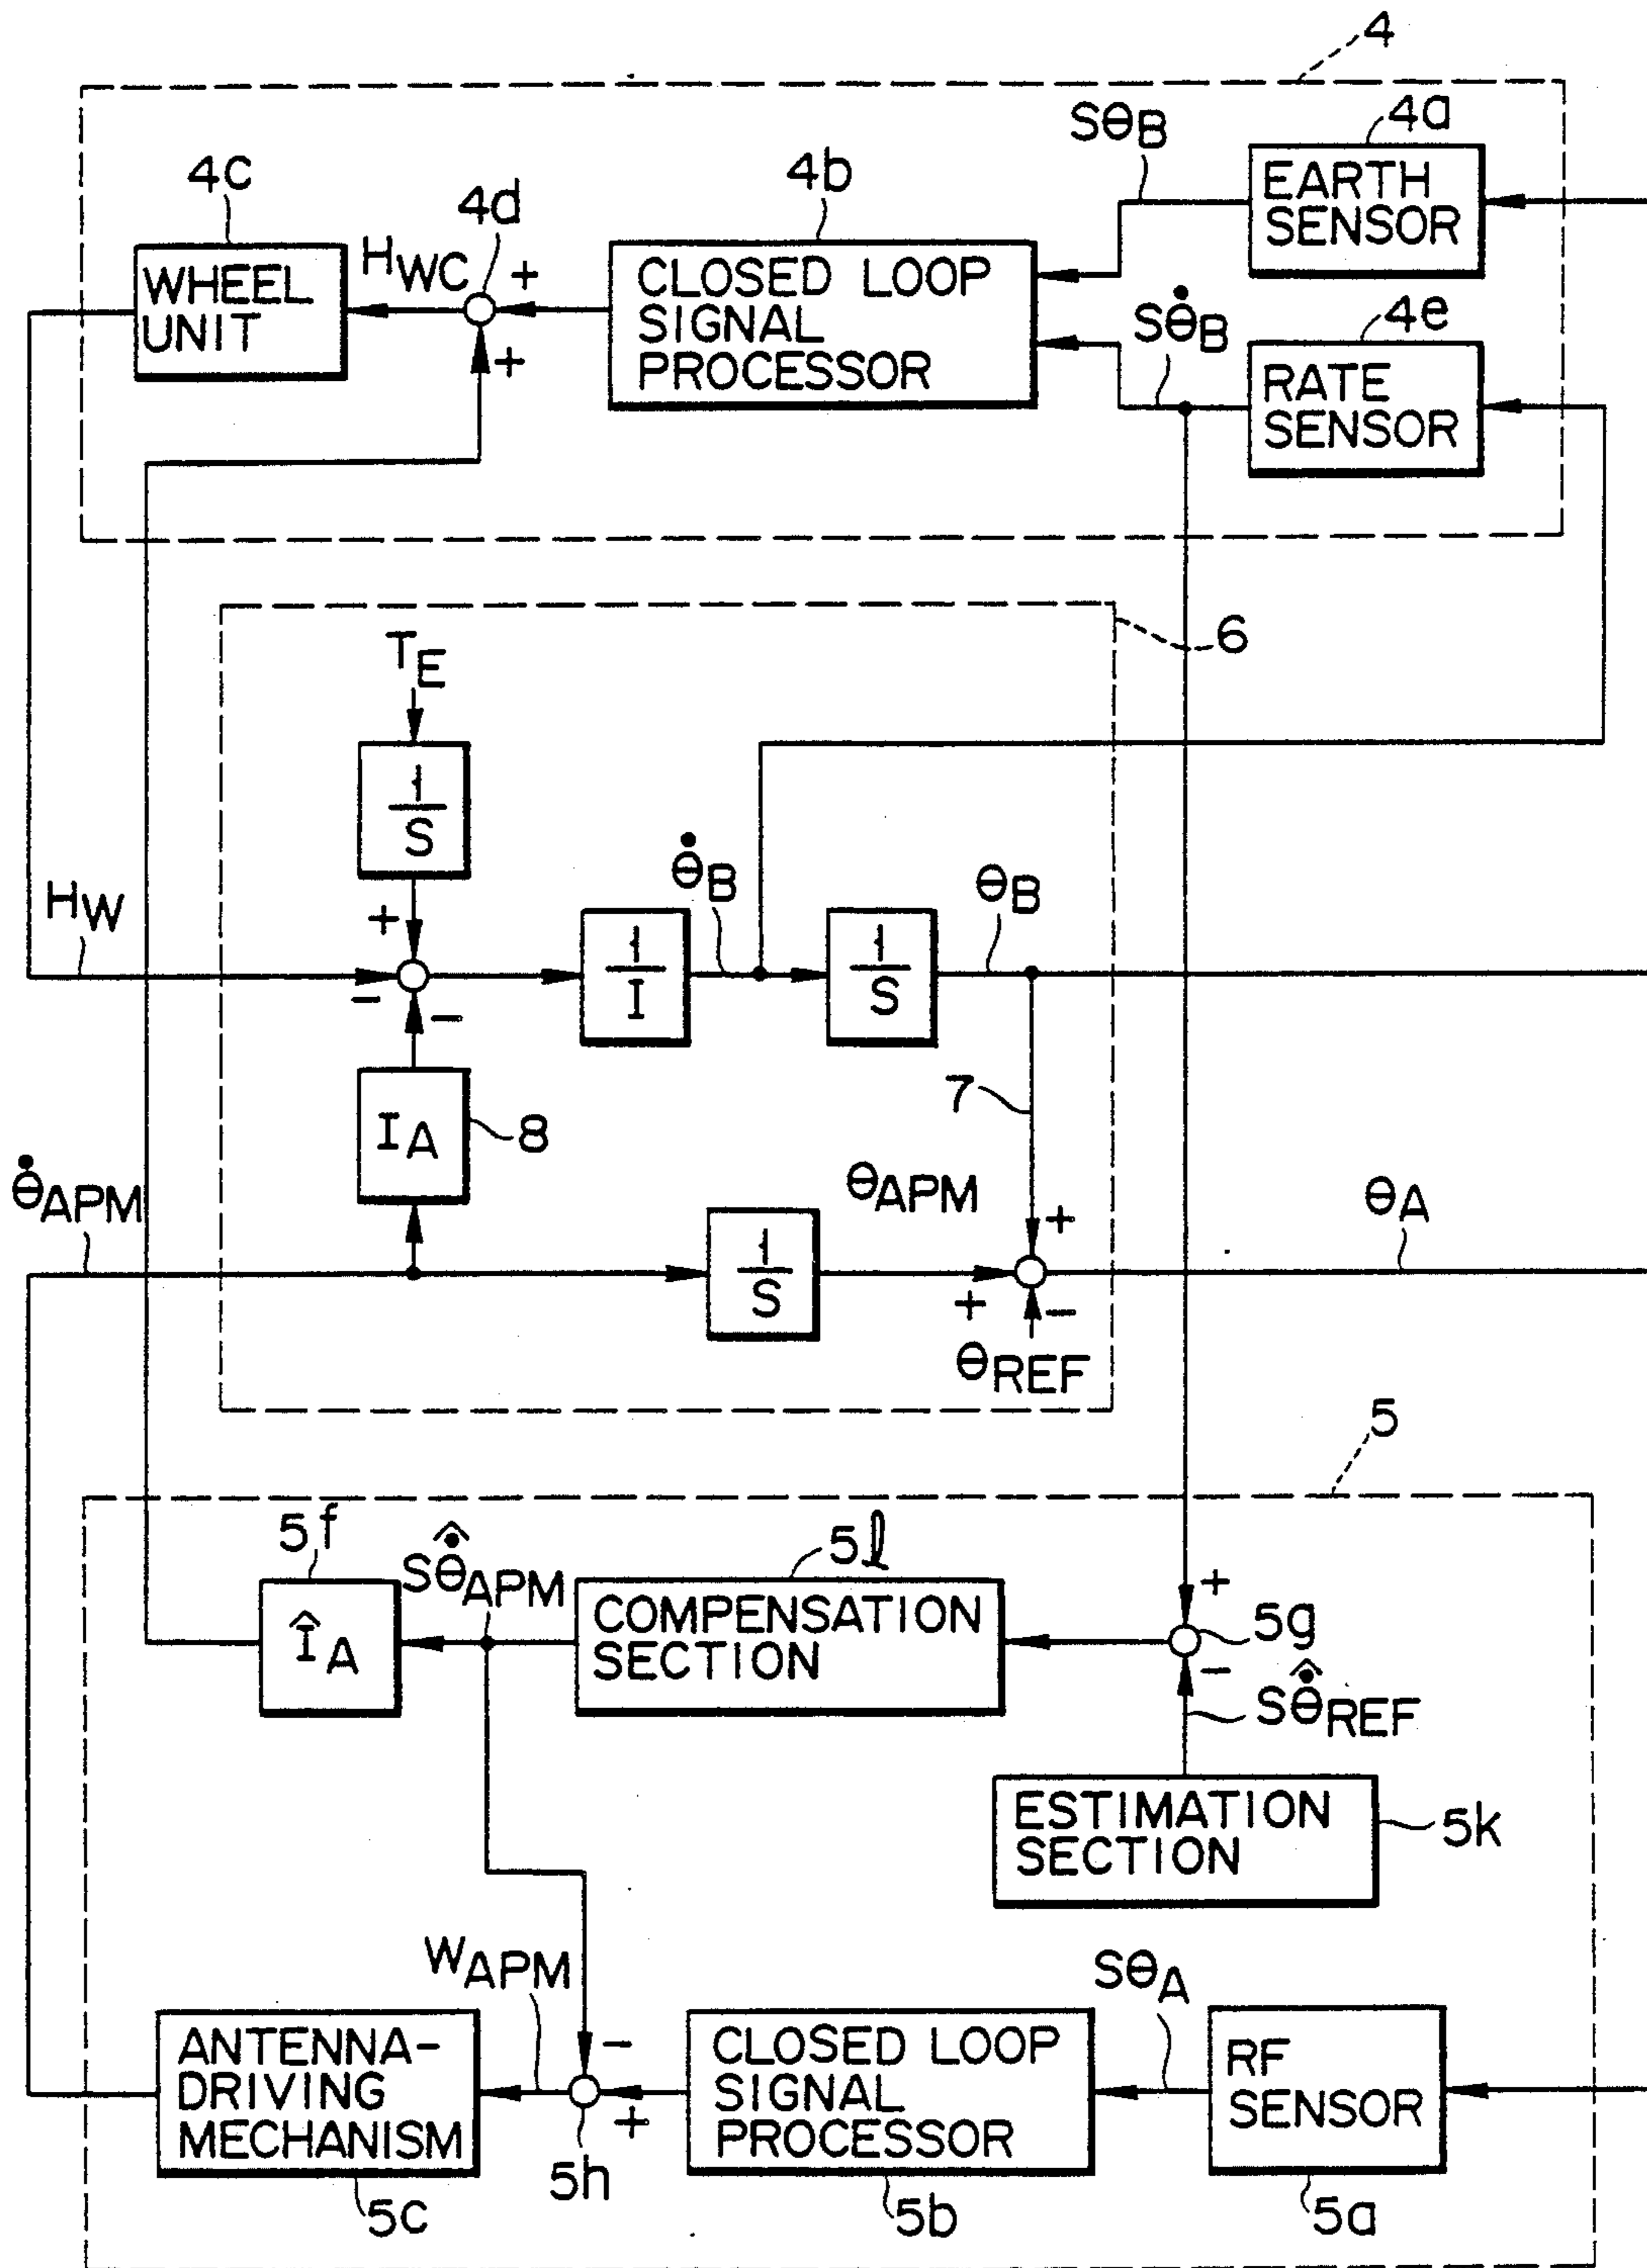 4
4a
SθB
EARTH
SENSOR
4c
4d
4b
WHEEL
UNIT
HWC
+
+
CLOSED LOOP
SIGNAL
PROCESSOR
Sθ̇B
4e
RATE
SENSOR
6
TE
1
S
HW
+
-
-
1
I
θ̇B
1
S
θB
7
IA
8
θ̇APM
1
S
θAPM
+
+
-
θREF
θA
5
5f
ÎA
Sθ̇̂APM
5l
COMPENSATION
SECTION
+
-
5g
Sθ̇̂REF
ESTIMATION
SECTION
5k
WAPM
-
+
5h
ANTENNA-
DRIVING
MECHANISM
5c
CLOSED LOOP
SIGNAL
PROCESSOR
5b
SθA
RF
SENSOR
5a